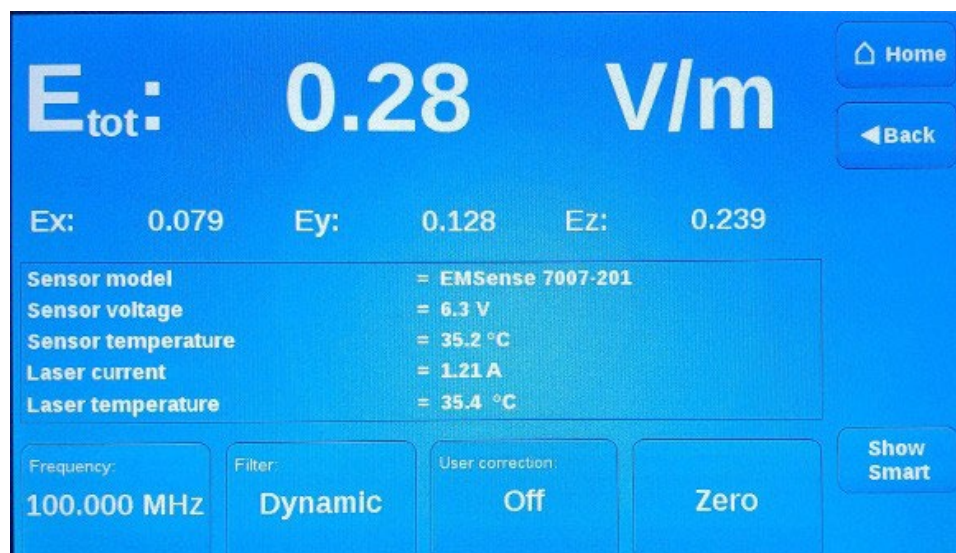 Etot: 0.28 V/m
Home
Back
Ex: 0.079 Ey: 0.128 Ez: 0.239
Sensor model = EMSense 7007-201
Sensor voltage = 6.3 V
Sensor temperature = 35.2 °C
Laser current = 1.21 A
Laser temperature = 35.4 °C
Show
Smart
Frequency: Filter: User correction:
100.000 MHz Dynamic Off Zero